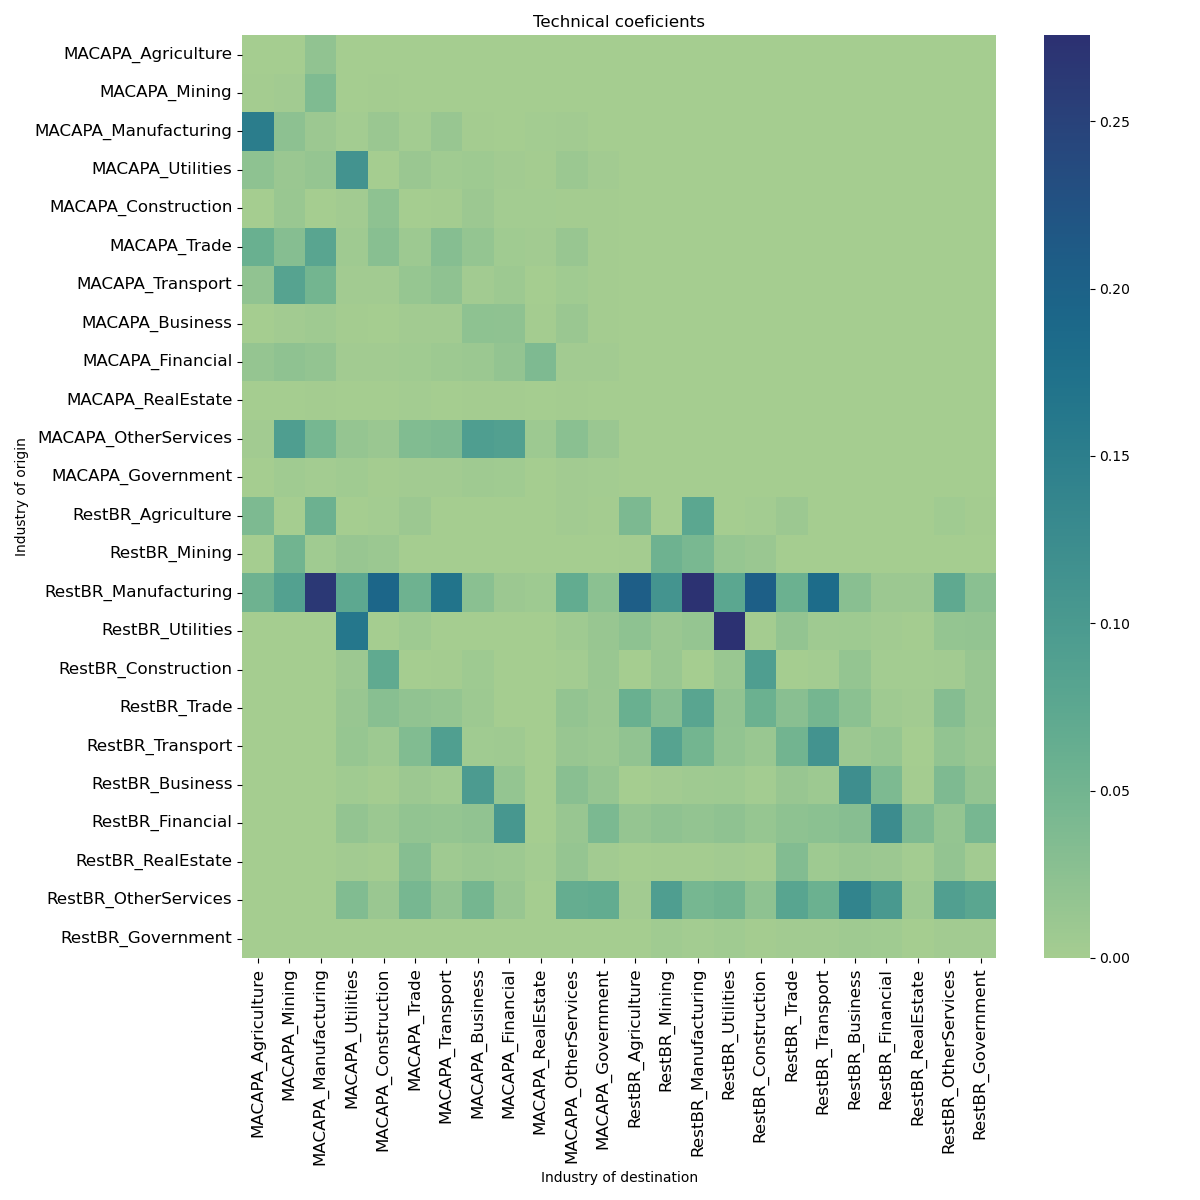 Technical coeficients
MACAPA_Agriculture
MACAPA_Mining
MACAPA_Manufacturing
MACAPA_Utilities
MACAPA_Construction
MACAPA_Trade
MACAPA_Transport
MACAPA_Business
MACAPA_Financial
MACAPA_RealEstate
MACAPA_OtherServices
MACAPA_Government
RestBR_Agriculture
RestBR_Mining
RestBR_Manufacturing
RestBR_Utilities
RestBR_Construction
RestBR_Trade
RestBR_Transport
RestBR_Business
RestBR_Financial
RestBR_RealEstate
RestBR_OtherServices
RestBR_Government
Industry of origin
MACAPA_Agriculture
MACAPA_Mining
MACAPA_Manufacturing
MACAPA_Utilities
MACAPA_Construction
MACAPA_Trade
MACAPA_Transport
MACAPA_Business
MACAPA_Financial
MACAPA_RealEstate
MACAPA_OtherServices
MACAPA_Government
RestBR_Agriculture
RestBR_Mining
RestBR_Manufacturing
RestBR_Utilities
RestBR_Construction
RestBR_Trade
RestBR_Transport
RestBR_Business
RestBR_Financial
RestBR_RealEstate
RestBR_OtherServices
RestBR_Government
Industry of destination
0.25
0.20
0.15
0.10
0.05
0.00